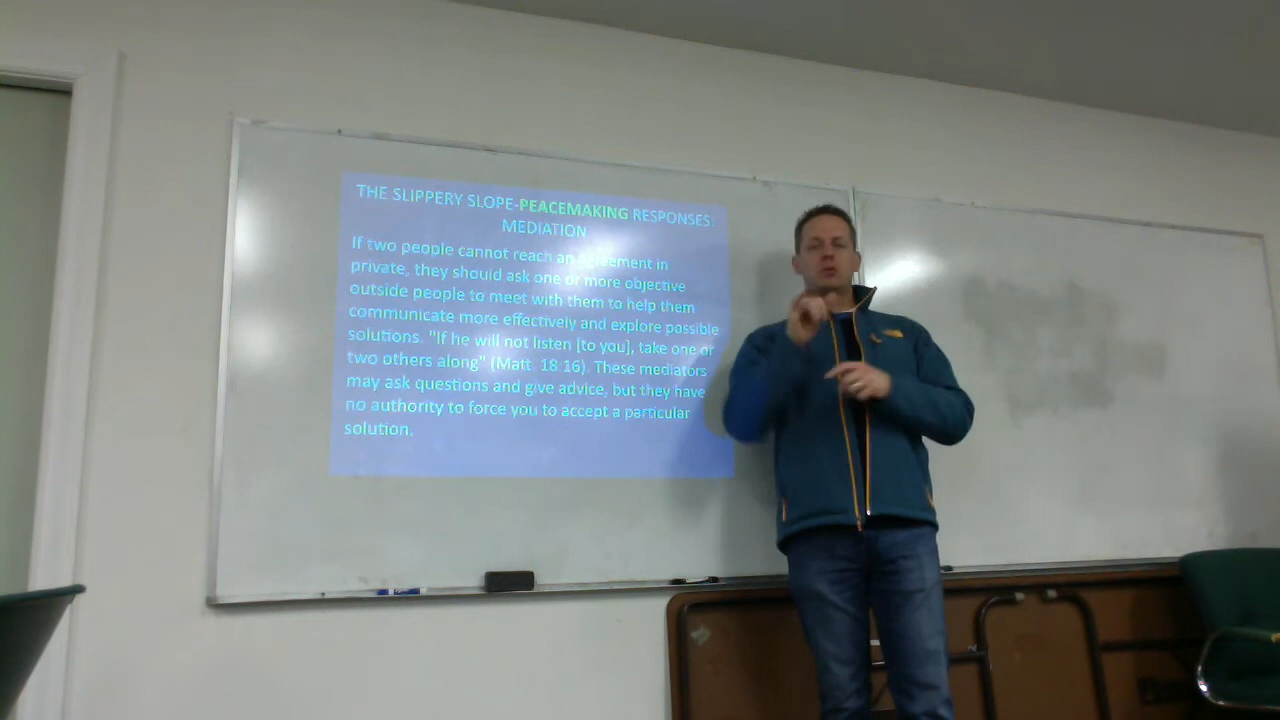 THE SLIPPERY SLOPE-PEACEMAKING RESPONSES:
MEDIATION
If two people cannot reach an agreement in
private, they should ask one or more objective
outside people to meet with them to help them
communicate more effectively and explore possible
solutions. "If he will not listen [to you], take one or
two others along" (Matt. 18:16). These mediators
may ask questions and give advice, but they have
no authority to force you to accept a particular
solution.